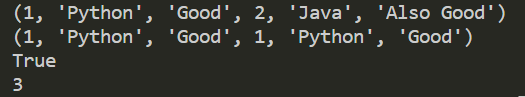 (1, 'Python', 'Good', 2, 'Java', 'Also Good')
(1, 'Python', 'Good', 1, 'Python', 'Good')
True
3